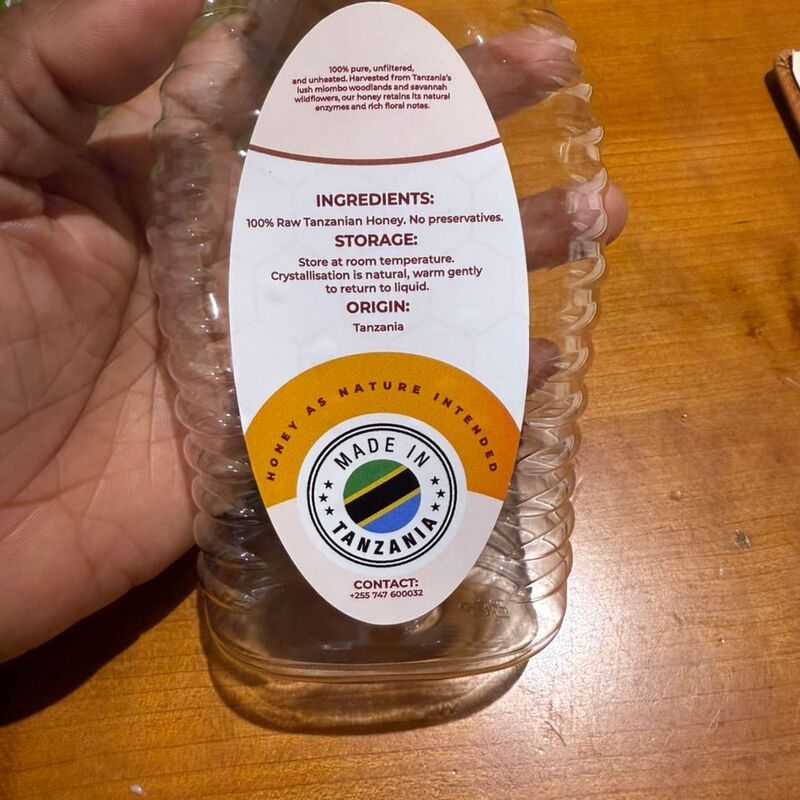 100% pure, unfiltered,
and unheated. Harvested from Tanzania's
lush miombo woodlands and savannah
wildflowers, our honey retains its natural
enzymes and rich floral notes.
INGREDIENTS:
100% Raw Tanzanian Honey. No preservatives.
STORAGE:
Store at room temperature.
Crystallisation is natural, warm gently
to return to liquid.
ORIGIN:
Tanzania
HONEY AS NATURE INTENDED
MADE IN
TANZANIA
CONTACT:
+255 747 600032